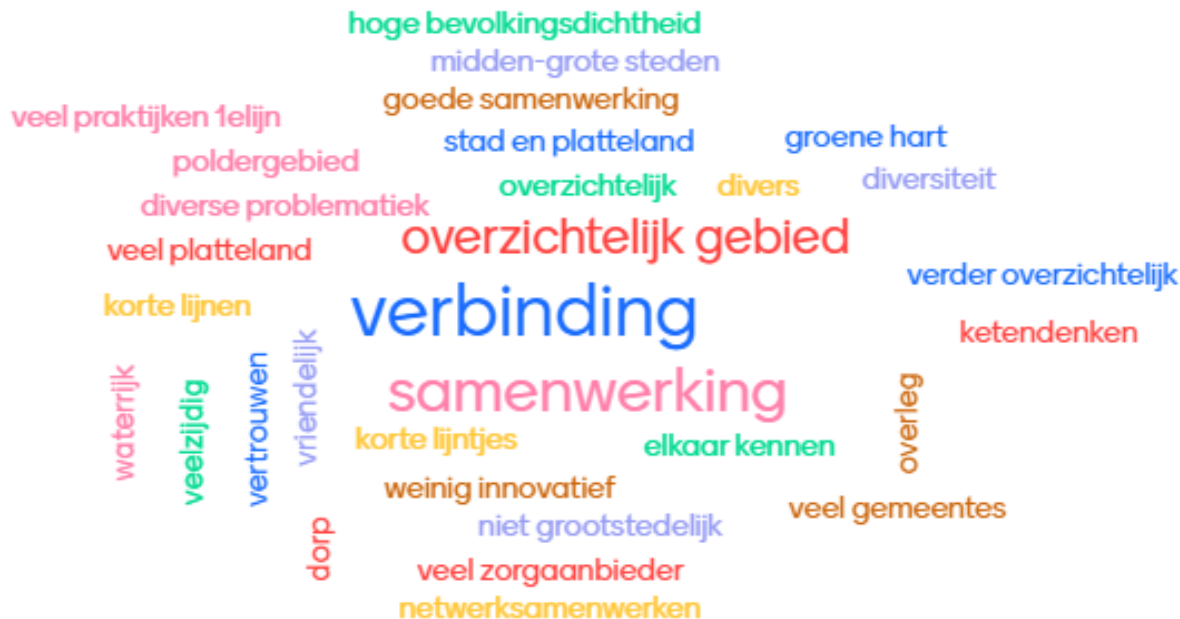 hoge bevolkingsdichtheid
midden-grote steden
goede samenwerking
veel praktijken 1elijn
stad en platteland
groene hart
poldergebied
overzichtelijk
divers
diversiteit
diverse problematiek
overzichtelijk gebied
veel platteland
verder overzichtelijk
korte lijnen
verbinding
ketendenken
waterrijk
veelzijdig
vertrouwen
vriendelijk
samenwerking
overleg
korte lijntjes
elkaar kennen
weinig innovatief
veel gemeentes
niet grootstedelijk
dorp
veel zorgaanbieder
netwerksamenwerken